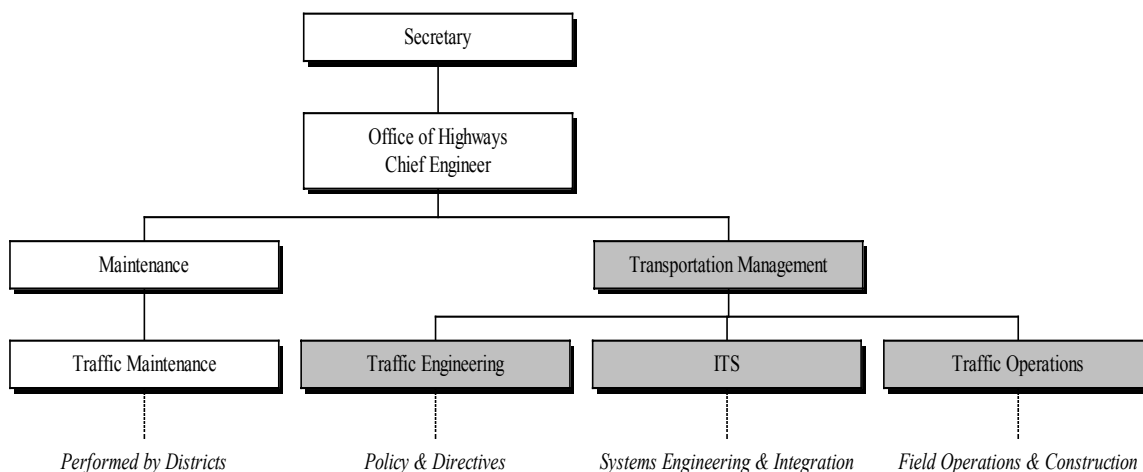 Secretary
Office of Highways
Chief Engineer
Maintenance
Transportation Management
Traffic Maintenance
Traffic Engineering
ITS
Traffic Operations
Performed by Districts
Policy & Directives
Systems Engineering & Integration
Field Operations & Construction